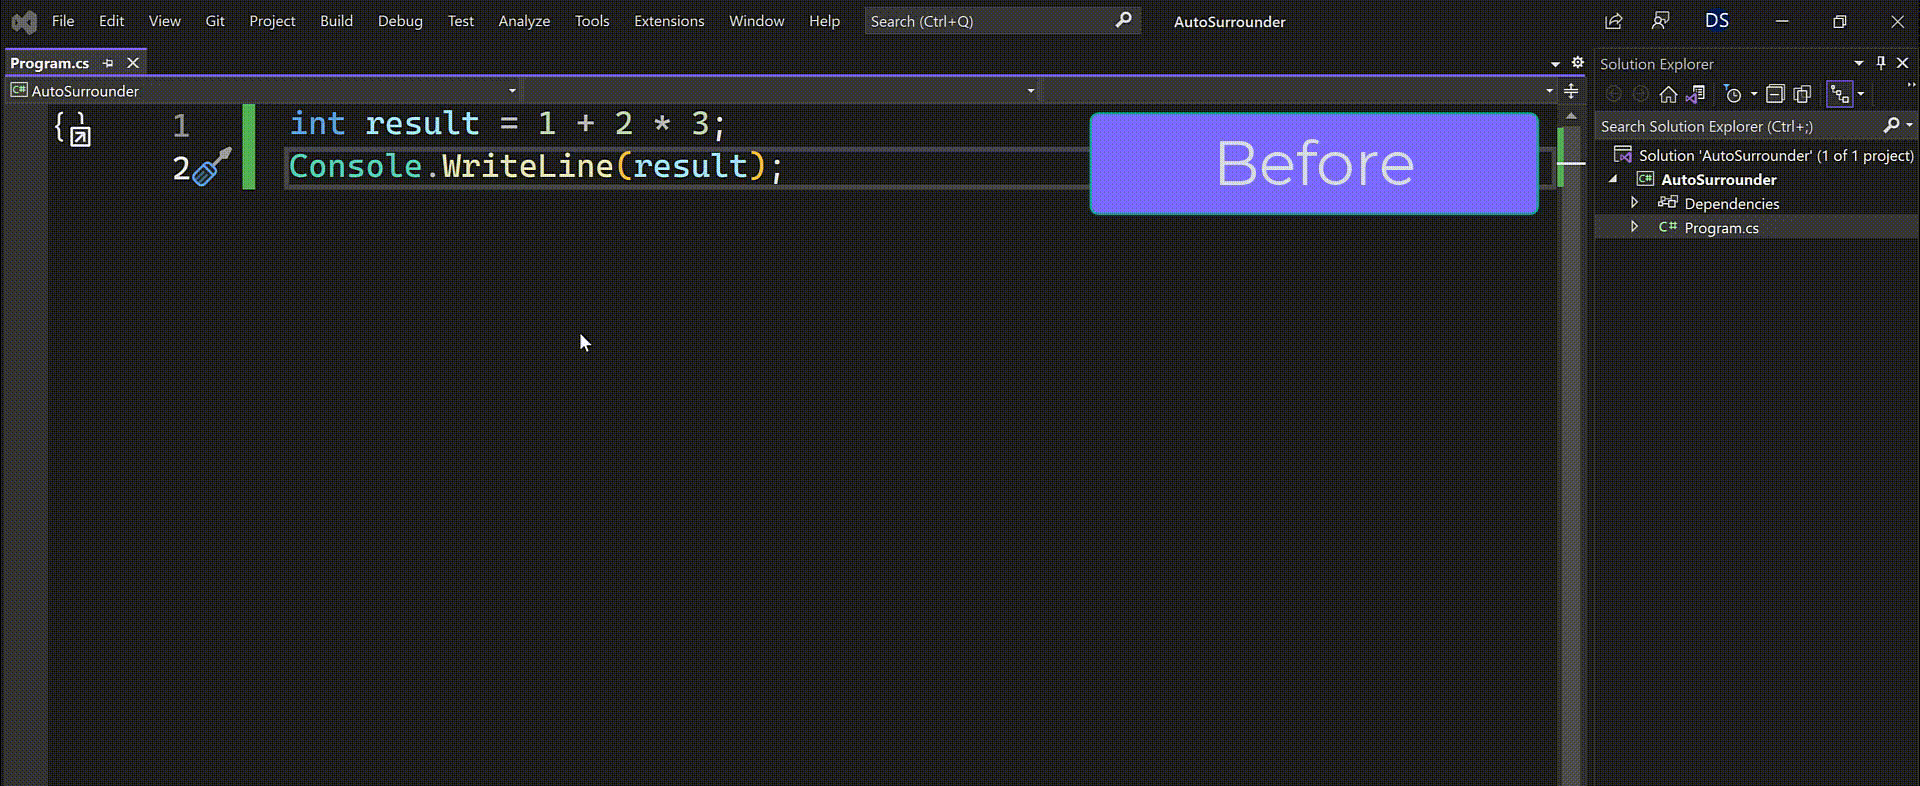 File Edit View Git Project Build Debug Test Analyze Tools Extensions Window Help Search (Ctrl+Q) AutoSurrounder DS
Program.cs
AutoSurrounder
1 int result = 1 + 2 * 3;
2 Console.WriteLine(result);
Before
Solution Explorer
Search Solution Explorer (Ctrl+;)
Solution 'AutoSurrounder' (1 of 1 project)
C# AutoSurrounder
Dependencies
C# Program.cs